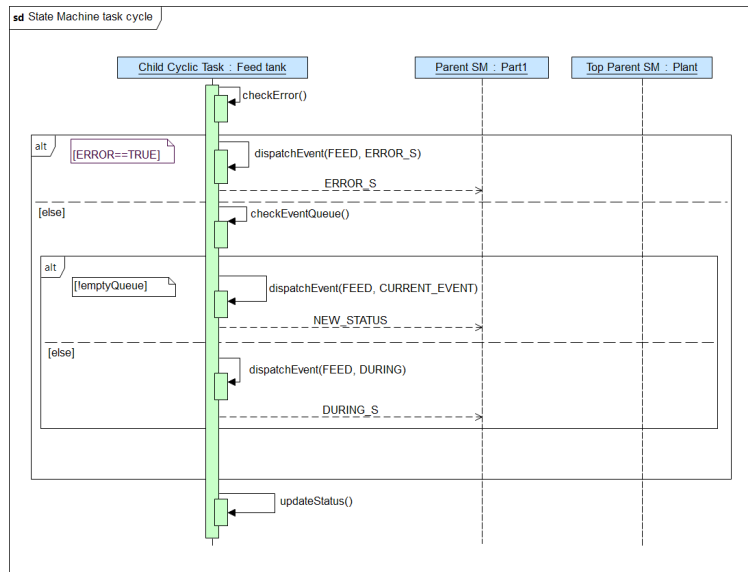 sd State Machine task cycle
Child Cyclic Task : Feed tank
Parent SM : Part1
Top Parent SM : Plant
checkError()
alt
[ERROR==TRUE]
dispatchEvent(FEED, ERROR_S)
ERROR_S
[else]
checkEventQueue()
alt
[!emptyQueue]
dispatchEvent(FEED, CURRENT_EVENT)
NEW_STATUS
[else]
dispatchEvent(FEED, DURING)
DURING_S
updateStatus()